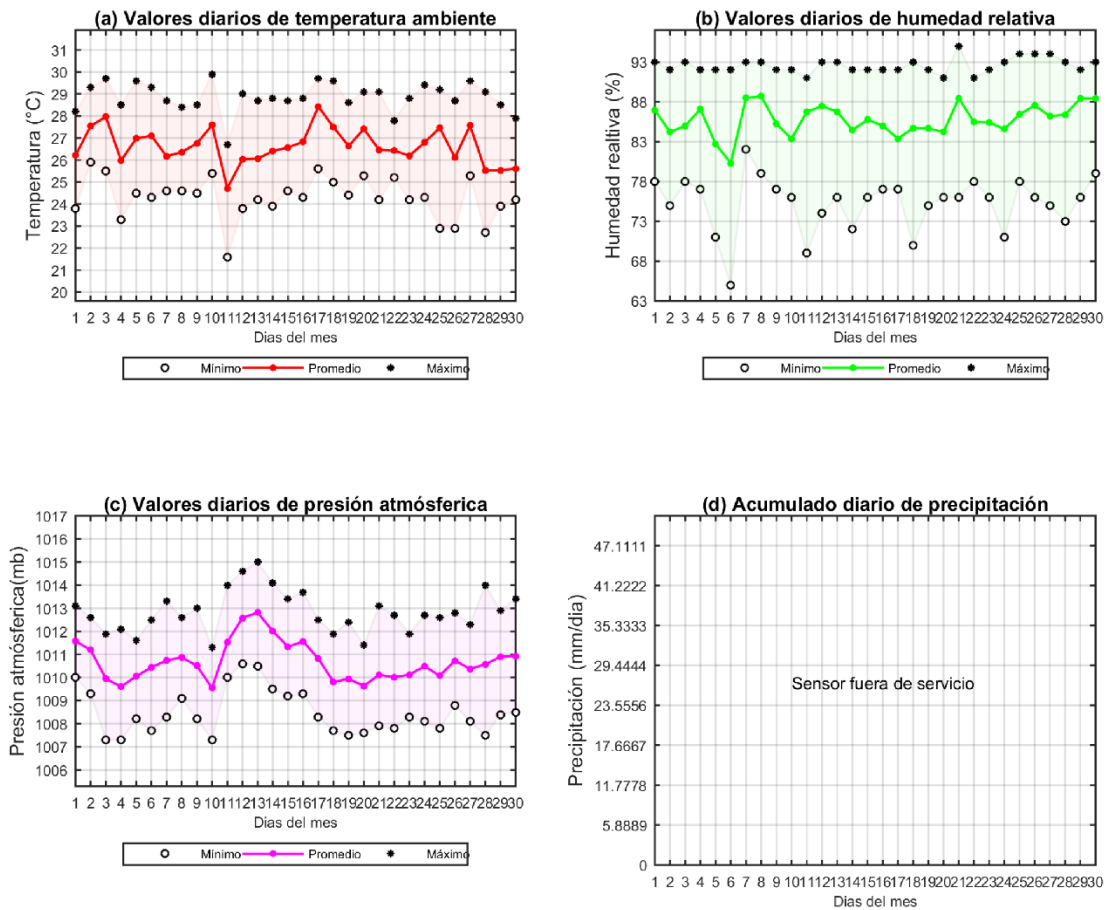 (a) Valores diarios de temperatura ambiente
Temperatura (°C)
31
30
29
28
27
26
25
24
23
22
21
20
1 2 3 4 5 6 7 8 9 10 11 12 13 14 15 16 17 18 19 20 21 22 23 24 25 26 27 28 29 30
Dias del mes
Mínimo Promedio Máximo
(b) Valores diarios de humedad relativa
Humedad realtiva (%)
93
88
83
78
73
68
63
1 2 3 4 5 6 7 8 9 10 11 12 13 14 15 16 17 18 19 20 21 22 23 24 25 26 27 28 29 30
Dias del mes
Mínimo Promedio Máximo
(c) Valores diarios de presión atmósferica
Presión atmósferica(mb)
1017
1016
1015
1014
1013
1012
1011
1010
1009
1008
1007
1006
1 2 3 4 5 6 7 8 9 10 11 12 13 14 15 16 17 18 19 20 21 22 23 24 25 26 27 28 29 30
Dias del mes
Mínimo Promedio Máximo
(d) Acumulado diario de precipitación
Precipitación (mm/dia)
47.1111
41.2222
35.3333
29.4444
23.5556
17.6667
11.7778
5.8889
0
Sensor fuera de servicio
1 2 3 4 5 6 7 8 9 10 11 12 13 14 15 16 17 18 19 20 21 22 23 24 25 26 27 28 29 30
Dias del mes